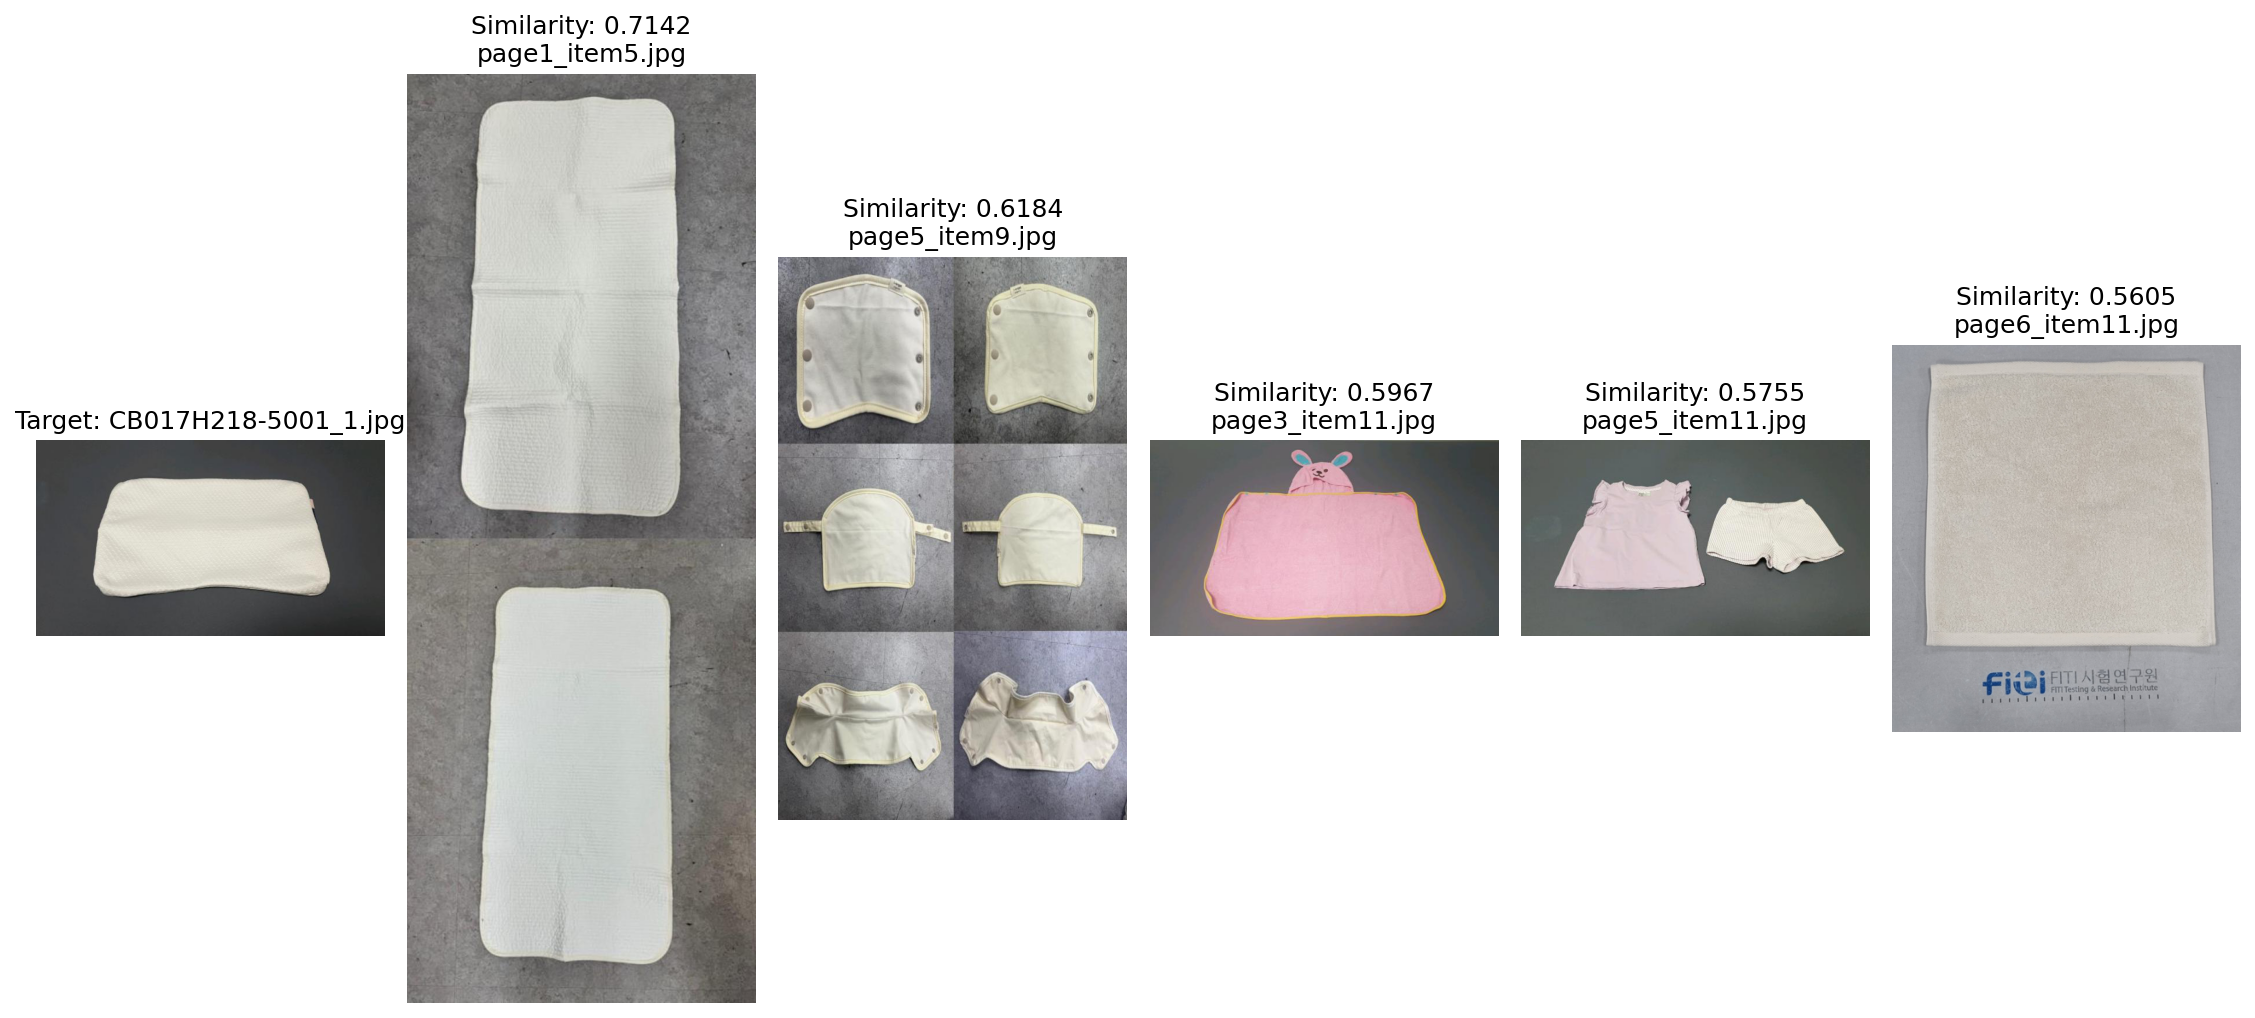 Target: CB017H218-5001_1.jpg
Similarity: 0.7142
page1_item5.jpg
Similarity: 0.6184
page5_item9.jpg
Similarity: 0.5967
page3_item11.jpg
Similarity: 0.5755
page5_item11.jpg
Similarity: 0.5605
page6_item11.jpg
fiti FITI 시험연구원
FITI Testing & Research Institute